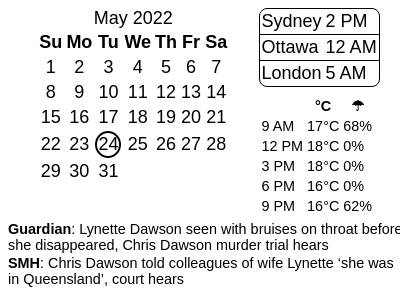 May 2022
Su Mo Tu We Th Fr Sa
1 2 3 4 5 6 7
8 9 10 11 12 13 14
15 16 17 18 19 20 21
22 23 24 25 26 27 28
29 30 31
Sydney 2 PM
Ottawa 12 AM
London 5 AM
°C ☂
9 AM 17°C 68%
12 PM 18°C 0%
3 PM 18°C 0%
6 PM 16°C 0%
9 PM 16°C 62%
Guardian: Lynette Dawson seen with bruises on throat before
she disappeared, Chris Dawson murder trial hears
SMH: Chris Dawson told colleagues of wife Lynette ‘she was
in Queensland’, court hears